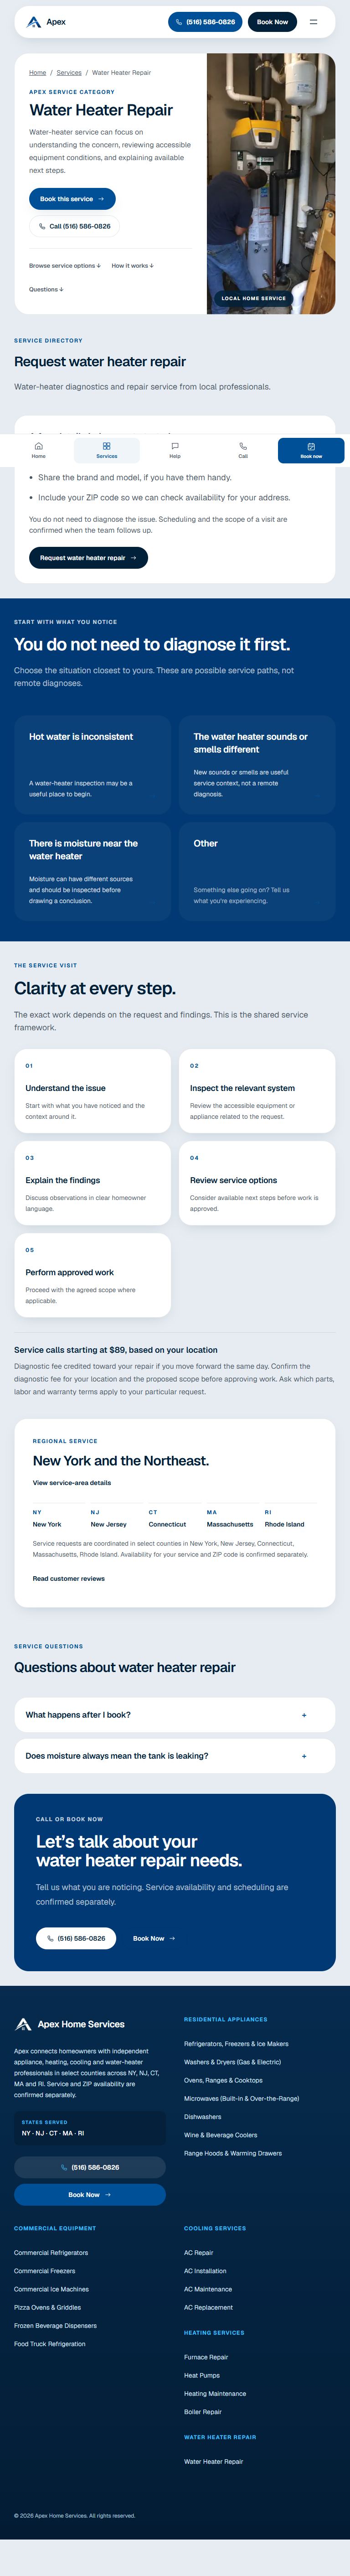 Apex
(516) 586-0826
Book Now
Home / Services / Water Heater Repair
APEX SERVICE CATEGORY
Water Heater Repair
Water-heater service can focus on
understanding the concern, reviewing accessible
equipment conditions, and explaining available
next steps.
Book this service →
Call (516) 586-0826
Browse service options ↓
How it works ↓
Questions ↓
LOCAL HOME SERVICE
SERVICE DIRECTORY
Request water heater repair
Water-heater diagnostics and repair service from local professionals.
Home
Services
Help
Call
Book now
• Share the brand and model, if you have them handy.
• Include your ZIP code so we can check availability for your address.
You do not need to diagnose the issue. Scheduling and the scope of a visit are
confirmed when the team follows up.
Request water heater repair →
START WITH WHAT YOU NOTICE
You do not need to diagnose it first.
Choose the situation closest to yours. These are possible service paths, not
remote diagnoses.
Hot water is inconsistent
A water-heater inspection may be a
useful place to begin.
The water heater sounds or
smells different
New sounds or smells are useful
service context, not a remote
diagnosis.
There is moisture near the
water heater
Moisture can have different sources
and should be inspected before
drawing a conclusion.
Other
Something else going on? Tell us
what you're experiencing.
THE SERVICE VISIT
Clarity at every step.
The exact work depends on the request and findings. This is the shared service
framework.
01
Understand the issue
Start with what you have noticed and the
context around it.
02
Inspect the relevant system
Review the accessible equipment or
appliance related to the request.
03
Explain the findings
Discuss observations in clear homeowner
language.
04
Review service options
Consider available next steps before work is
approved.
05
Perform approved work
Proceed with the agreed scope where
applicable.
Service calls starting at $89, based on your location
Diagnostic fee credited toward your repair if you move forward the same day. Confirm the
diagnostic fee for your location and the proposed scope before approving work. Ask which parts,
labor and warranty terms apply to your particular request.
REGIONAL SERVICE
New York and the Northeast.
View service-area details
NY
New York
NJ
New Jersey
CT
Connecticut
MA
Massachusetts
RI
Rhode Island
Service requests are coordinated in select counties in New York, New Jersey, Connecticut,
Massachusetts, Rhode Island. Availability for your service and ZIP code is confirmed separately.
Read customer reviews
SERVICE QUESTIONS
Questions about water heater repair
What happens after I book? +
Does moisture always mean the tank is leaking? +
CALL OR BOOK NOW
Let's talk about your
water heater repair needs.
Tell us what you are noticing. Service availability and scheduling are
confirmed separately.
(516) 586-0826
Book Now →
Apex Home Services
Apex connects homeowners with independent
appliance, heating, cooling and water-heater
professionals in select counties across NY, NJ, CT,
MA and RI. Service and ZIP availability are
confirmed separately.
STATES SERVED
NY · NJ · CT · MA · RI
(516) 586-0826
Book Now →
RESIDENTIAL APPLIANCES
Refrigerators, Freezers & Ice Makers
Washers & Dryers (Gas & Electric)
Ovens, Ranges & Cooktops
Microwaves (Built-in & Over-the-Range)
Dishwashers
Wine & Beverage Coolers
Range Hoods & Warming Drawers
COMMERCIAL EQUIPMENT
Commercial Refrigerators
Commercial Freezers
Commercial Ice Machines
Pizza Ovens & Griddles
Frozen Beverage Dispensers
Food Truck Refrigeration
COOLING SERVICES
AC Repair
AC Installation
AC Maintenance
AC Replacement
HEATING SERVICES
Furnace Repair
Heat Pumps
Heating Maintenance
Boiler Repair
WATER HEATER REPAIR
Water Heater Repair
© 2026 Apex Home Services. All rights reserved.